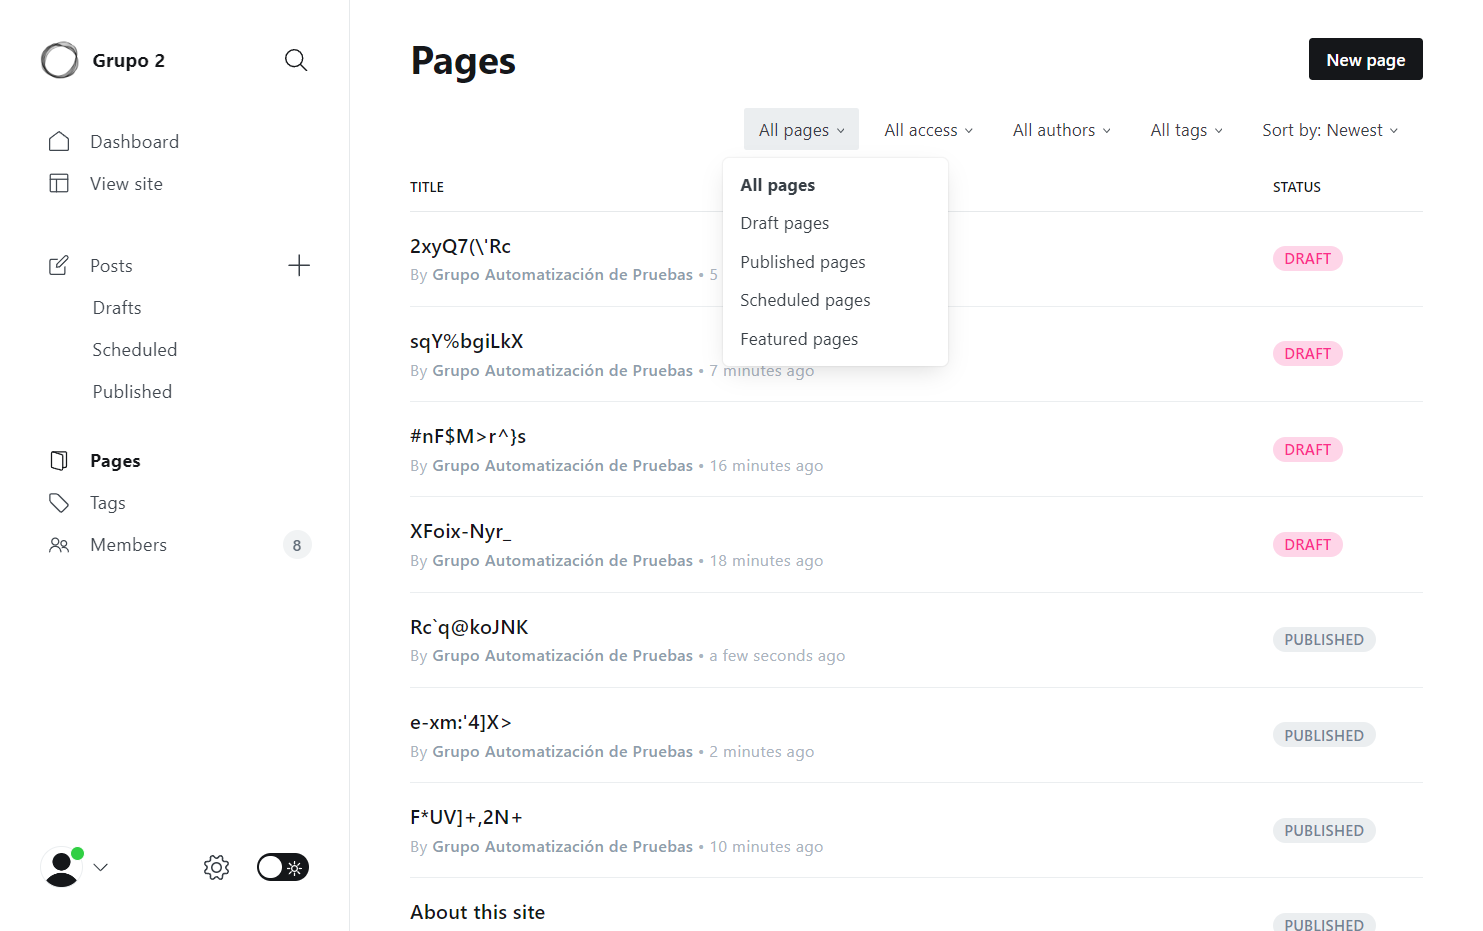 Grupo 2
Dashboard
View site
Posts
Drafts
Scheduled
Published
Pages
Tags
Members 8
Pages
New page
All pages All access All authors All tags Sort by: Newest
All pages
Draft pages
Published pages
Scheduled pages
Featured pages
TITLE STATUS
2xyQ7(\'Rc
By Grupo Automatización de Pruebas • 5
DRAFT
sqY%bgiLkX
By Grupo Automatización de Pruebas • 7 minutes ago
DRAFT
#nF$M>r^}s
By Grupo Automatización de Pruebas • 16 minutes ago
DRAFT
XFoix-Nyr_
By Grupo Automatización de Pruebas • 18 minutes ago
DRAFT
Rc`q@koJNK
By Grupo Automatización de Pruebas • a few seconds ago
PUBLISHED
e-xm:'4]X>
By Grupo Automatización de Pruebas • 2 minutes ago
PUBLISHED
F*UV]+,2N+
By Grupo Automatización de Pruebas • 10 minutes ago
PUBLISHED
About this site
PUBLISHED